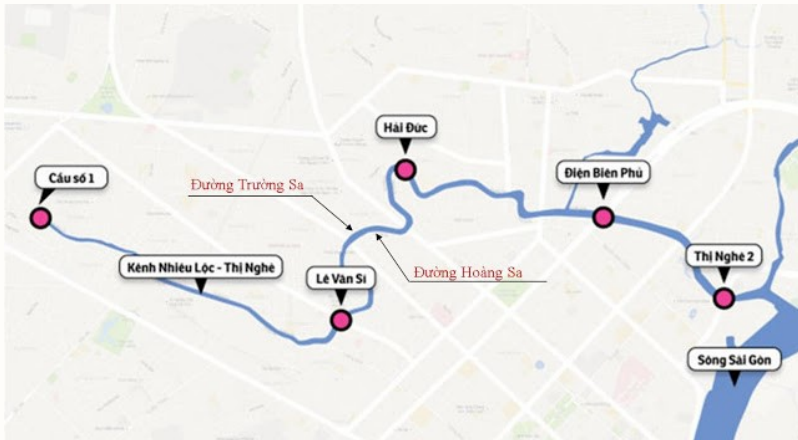 Hải Đức
Cầu số 1
Điện Biên Phủ
Đường Trường Sa
Thị Nghè 2
Kênh Nhiêu Lộc - Thị Nghè
Lê Văn Sĩ
Đường Hoàng Sa
Sông Sài Gòn